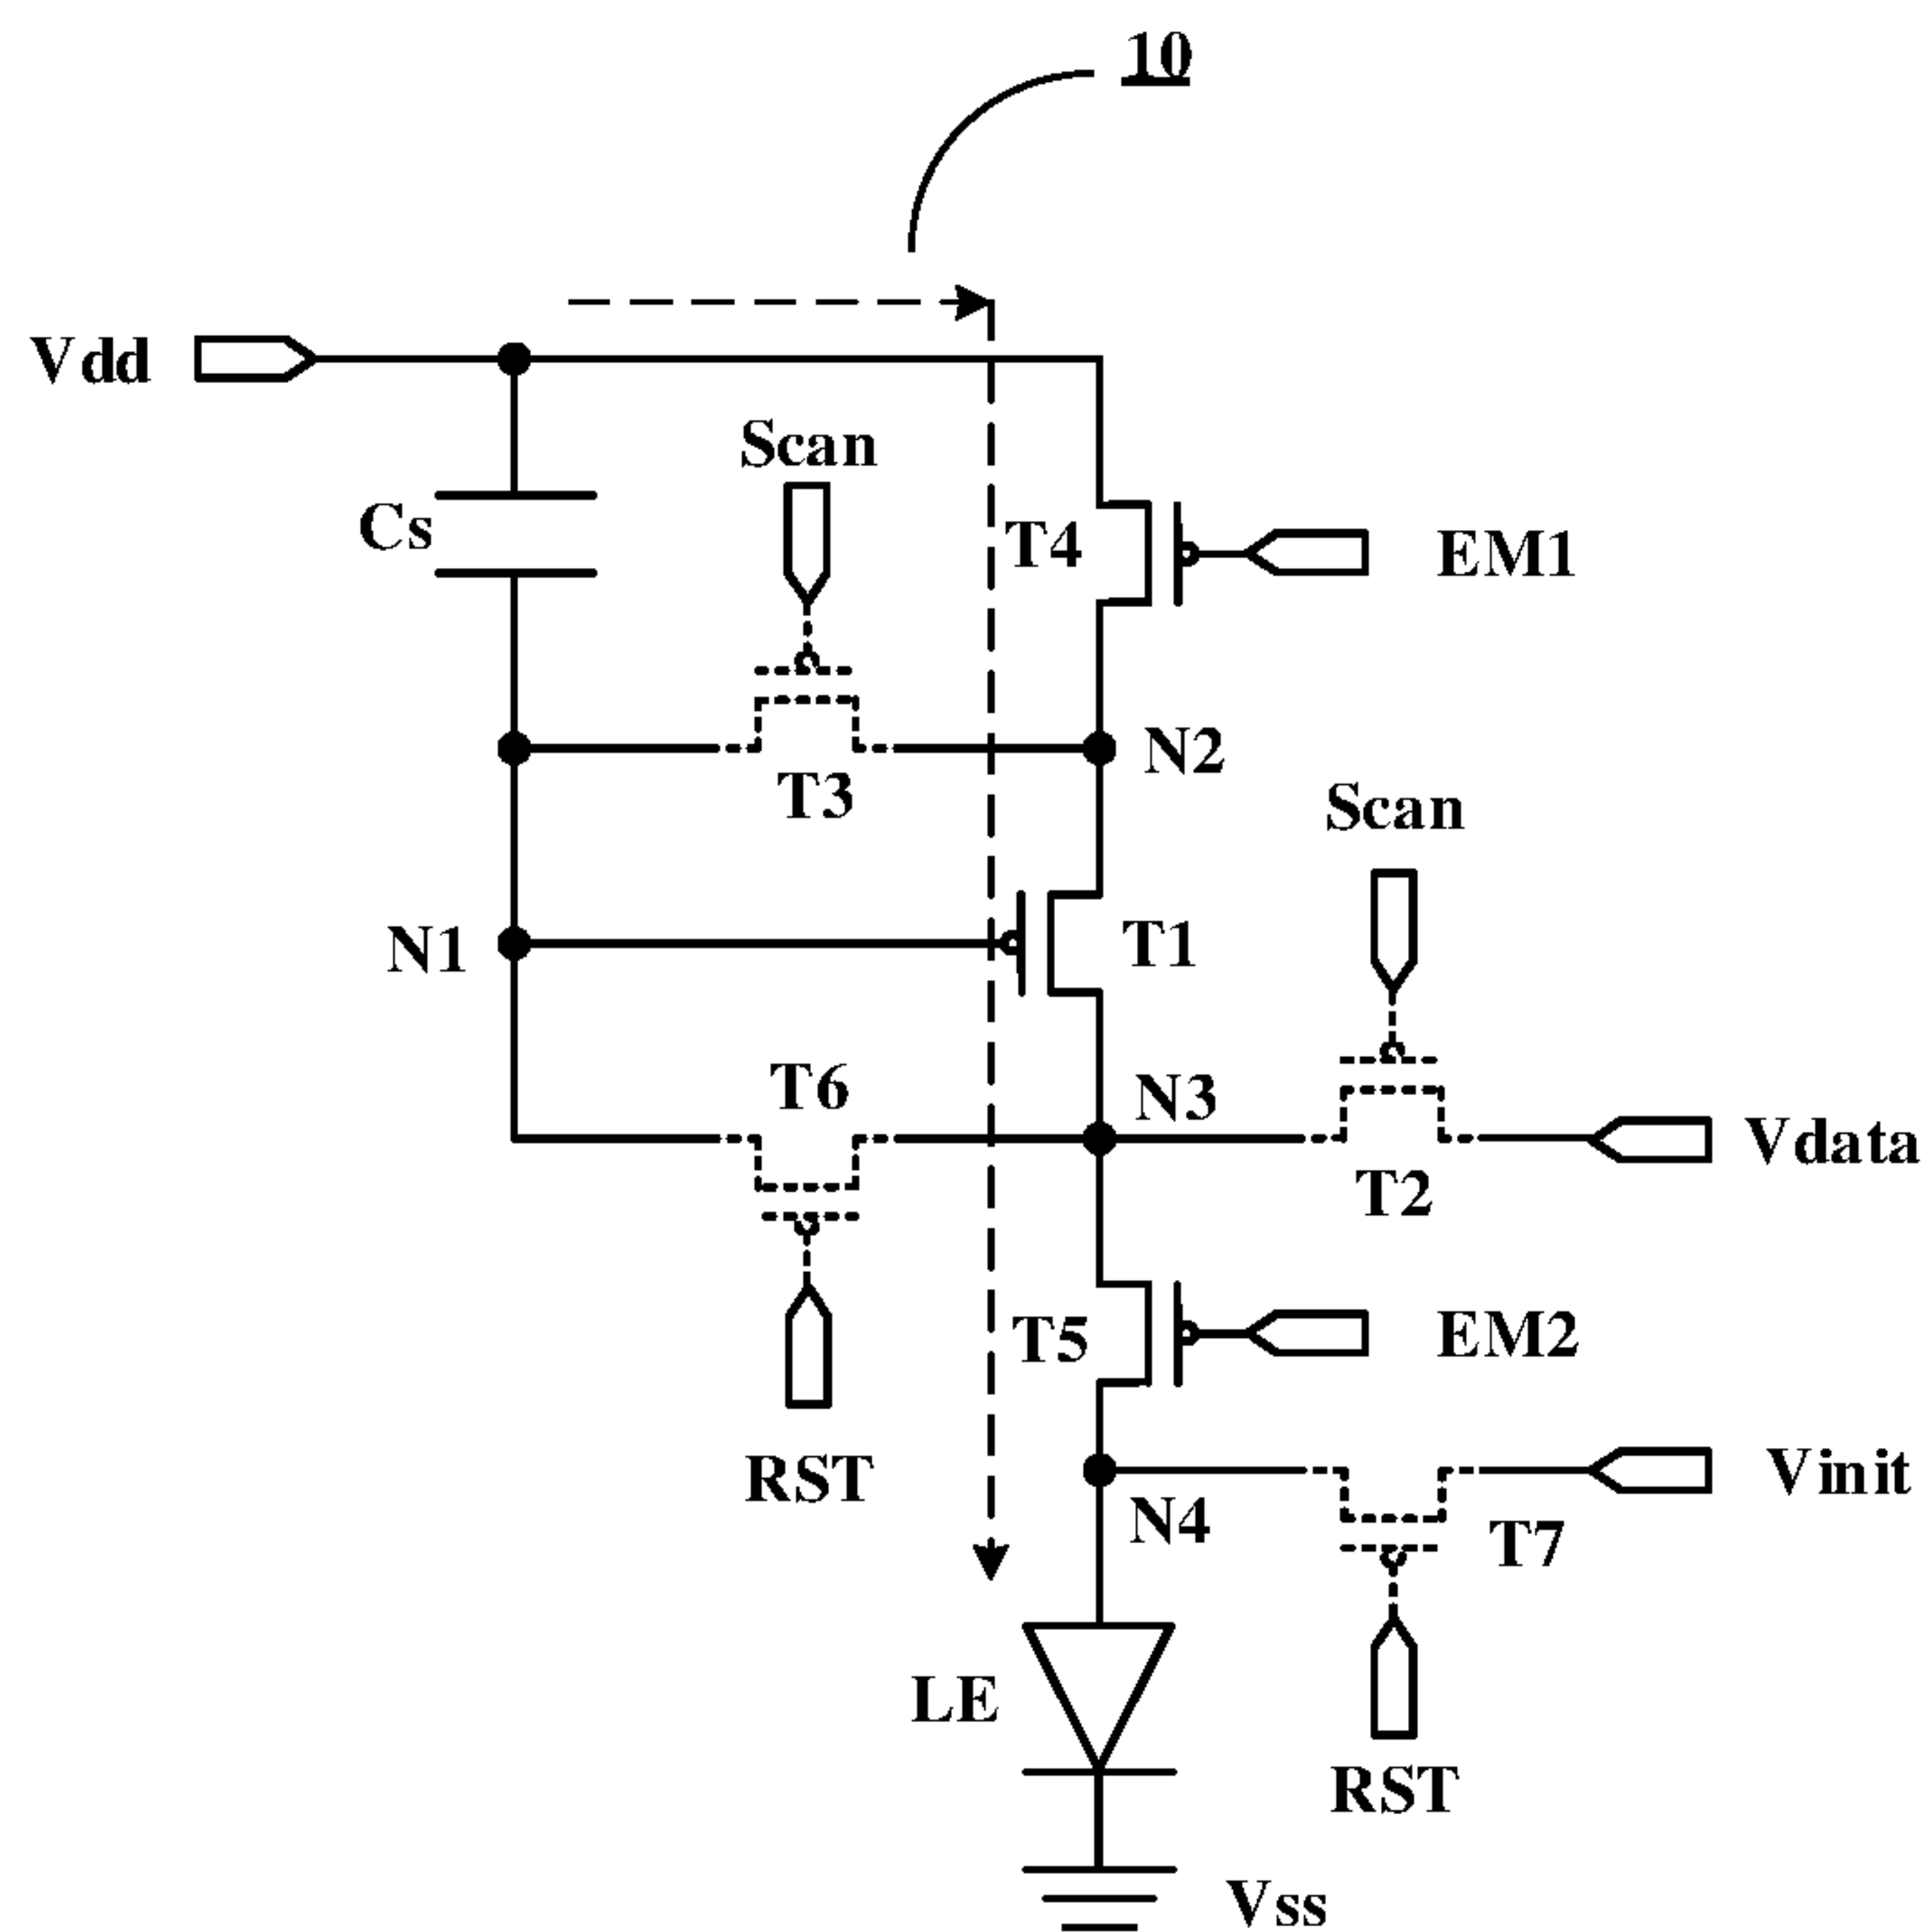 10
Vdd
Scan
Cs
T4
EM1
N2
T3
Scan
N1
T1
T6
N3
Vdata
T2
T5
EM2
RST
Vinit
N4
T7
LE
RST
Vss